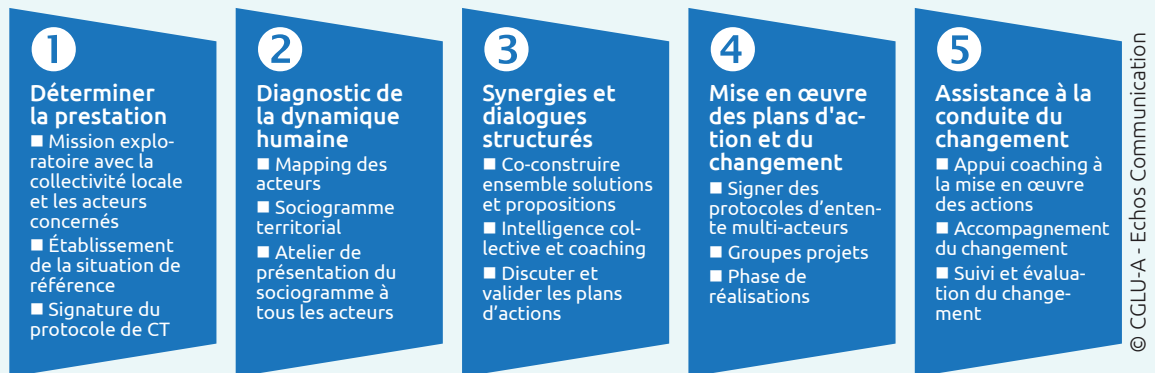 1
Déterminer
la prestation
■ Mission explo-
ratoire avec la
collectivité locale
et les acteurs
concernés
■ Établissement
de la situation de
référence
■ Signature du
protocole de CT
2
Diagnostic de
la dynamique
humaine
■ Mapping des
acteurs
■ Sociogramme
territorial
■ Atelier de
présentation du
sociogramme à
tous les acteurs
3
Synergies et
dialogues
structurés
■ Co-construire
ensemble solutions
et propositions
■ Intelligence col-
lective et coaching
■ Discuter et
valider les plans
d'actions
4
Mise en œuvre
des plans d'ac-
tion et du
changement
■ Signer des
protocoles d’enten-
te multi-acteurs
■ Groupes projets
■ Phase de
réalisations
5
Assistance à la
conduite du
changement
■ Appui coaching à
la mise en œuvre
des actions
■ Accompagnement
du changement
■ Suivi et évalua-
tion du change-
ment
© CGLU-A - Echos Communication